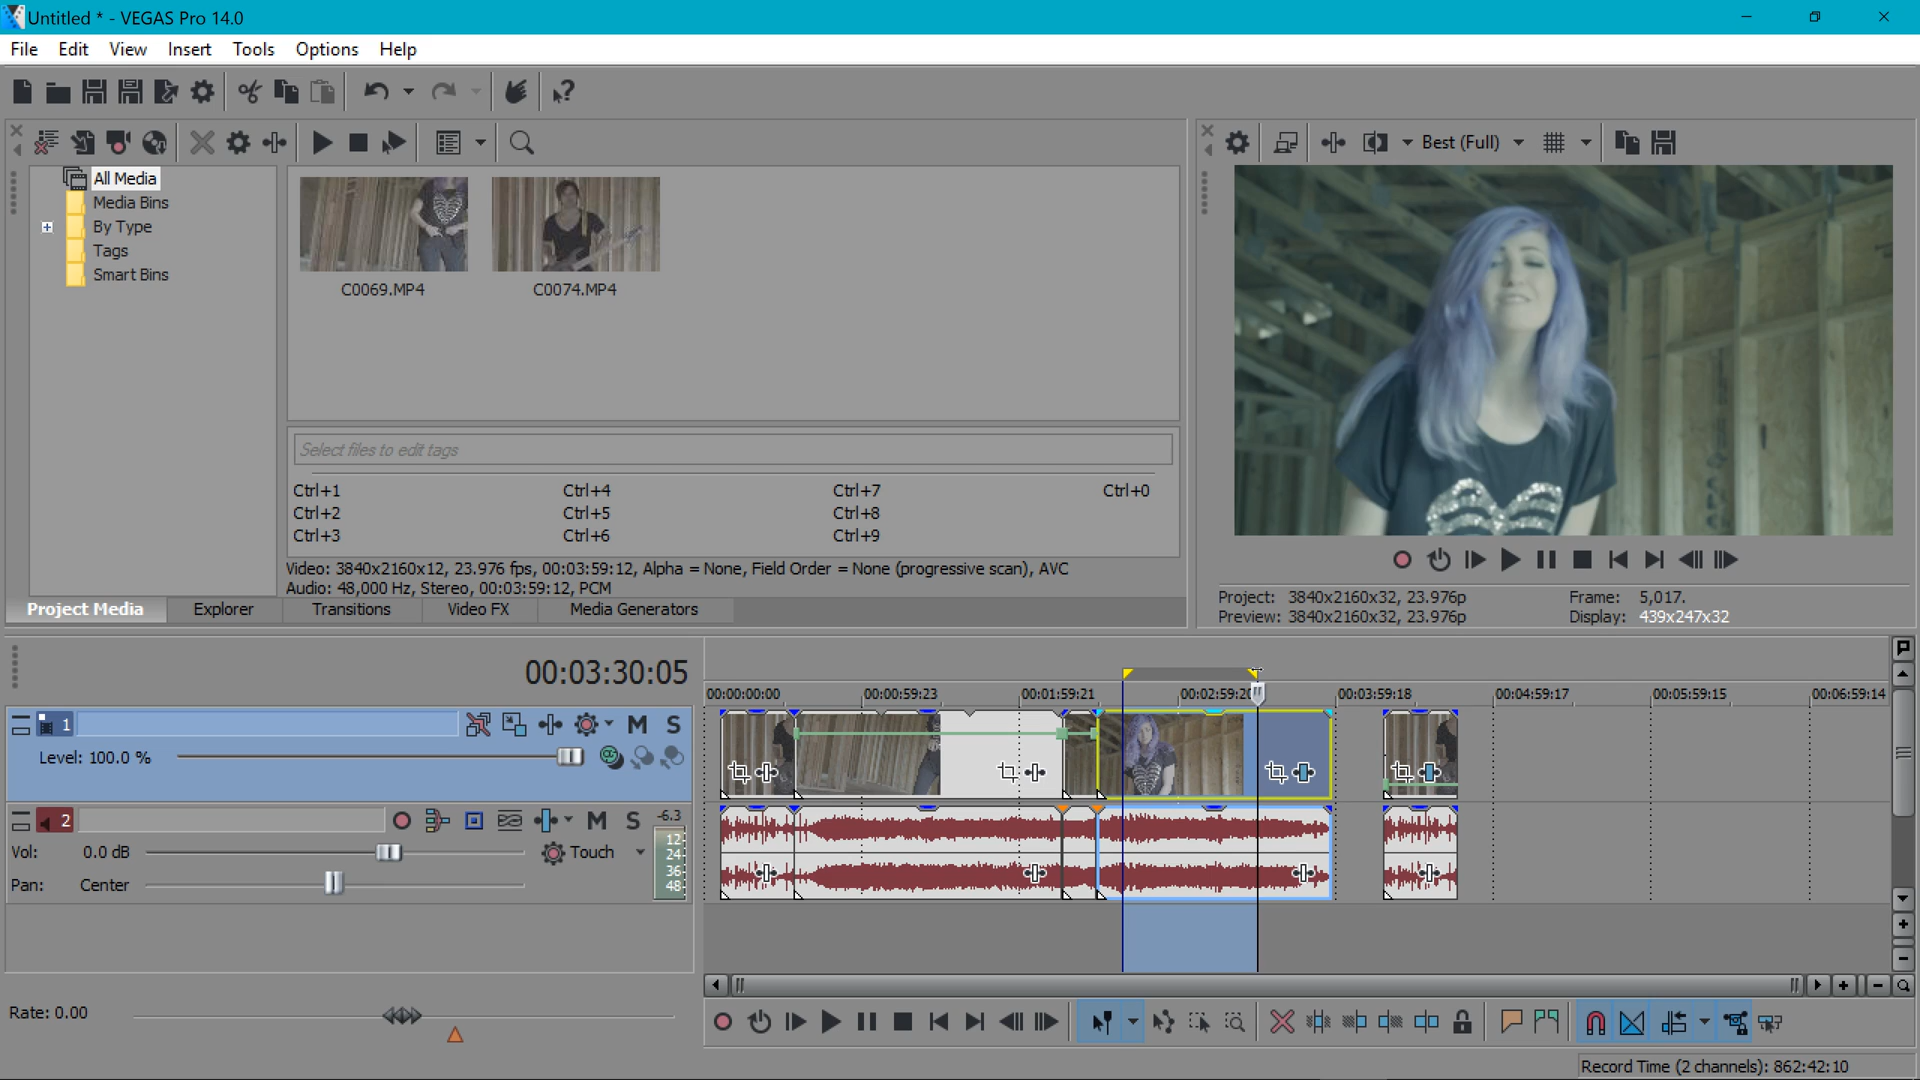 Untitled * - VEGAS Pro 14.0
File Edit View Insert Tools Options Help
All Media
Media Bins
By Type
Tags
Smart Bins
C0069.MP4
C0074.MP4
Select files to edit tags
Ctrl+1 Ctrl+4 Ctrl+7 Ctrl+0
Ctrl+2 Ctrl+5 Ctrl+8
Ctrl+3 Ctrl+6 Ctrl+9
Video: 3840x2160x12, 23.976 fps, 00:03:59:12, Alpha = None, Field Order = None (progressive scan), AVC
Audio: 48,000 Hz, Stereo, 00:03:59:12, PCM
Project Media Explorer Transitions Video FX Media Generators
Best (Full)
Project: 3840x2160x32, 23.976p Frame: 5,017.
Preview: 3840x2160x32, 23.976p Display: 439x247x32
00:03:30:05
00:00:00:00 00:00:59:23 00:01:59:21 00:02:59:20 00:03:59:18 00:04:59:17 00:05:59:15 00:06:59:14
1 M S
Level: 100.0 %
2 M S -6.3
Vol: 0.0 dB Touch
Pan: Center
12
24
36
48
Rate: 0.00
Record Time (2 channels): 862:42:10